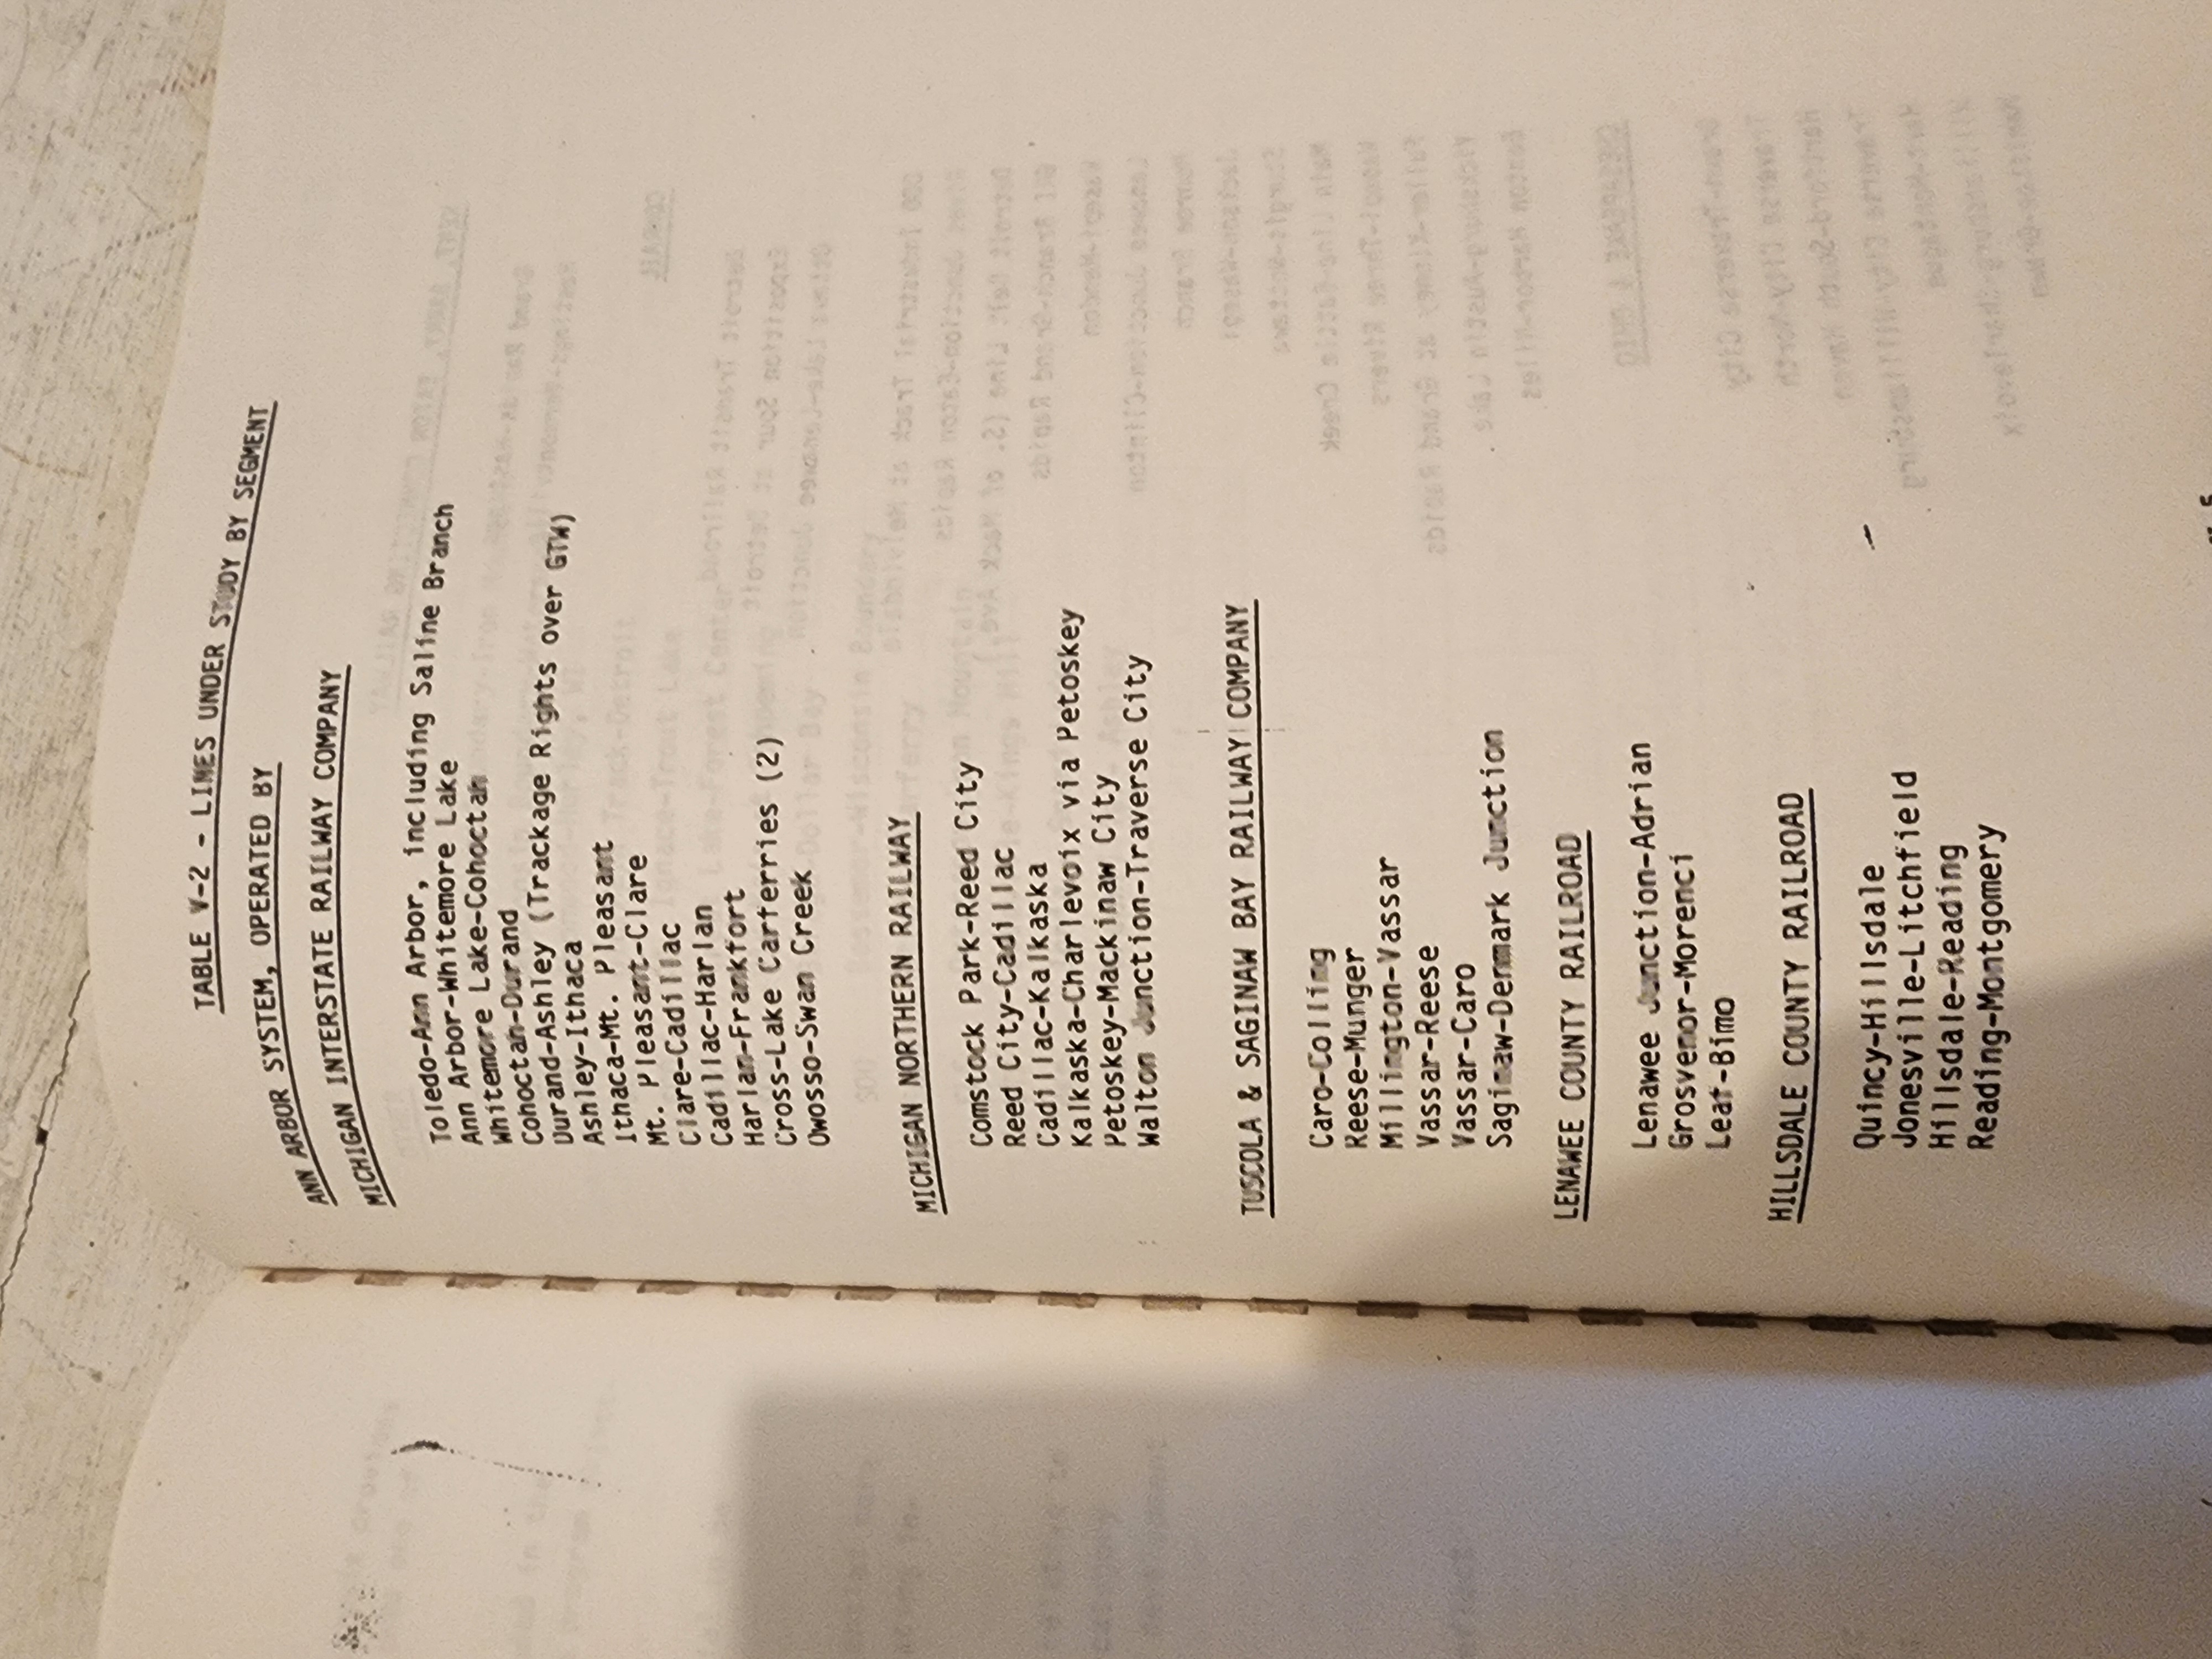 TABLE V-2 - LINES UNDER STUDY BY SEGMENT
ANN ARBOR SYSTEM, OPERATED BY
MICHIGAN INTERSTATE RAILWAY COMPANY
Toledo-Ann Arbor, including Saline Branch
Ann Arbor-Whitemore Lake
Whitemore Lake-Cohoctah
Cohoctah-Durand
Durand-Ashley (Trackage Rights over GTW)
Ashley-Ithaca
Ithaca-Mt. Pleasant
Mt. Pleasant-Clare
Clare-Cadillac
Cadillac-Harlan
Harlan-Frankfort
Cross-Lake Carferries (2)
Owosso-Swan Creek
MICHIGAN NORTHERN RAILWAY
Comstock Park-Reed City
Reed City-Cadillac
Cadillac-Kalkaska
Kalkaska-Charlevoix via Petoskey
Petoskey-Mackinaw City
Walton Junction-Traverse City
TUSCOLA & SAGINAW BAY RAILWAY COMPANY
Caro-Colling
Reese-Munger
Millington-Vassar
Vassar-Reese
Vassar-Caro
Saginaw-Denmark Junction
LENAWEE COUNTY RAILROAD
Lenawee Junction-Adrian
Grosvenor-Morenci
Leaf-Bimo
HILLSDALE COUNTY RAILROAD
Quincy-Hillsdale
Jonesville-Litchfield
Hillsdale-Reading
Reading-Montgomery